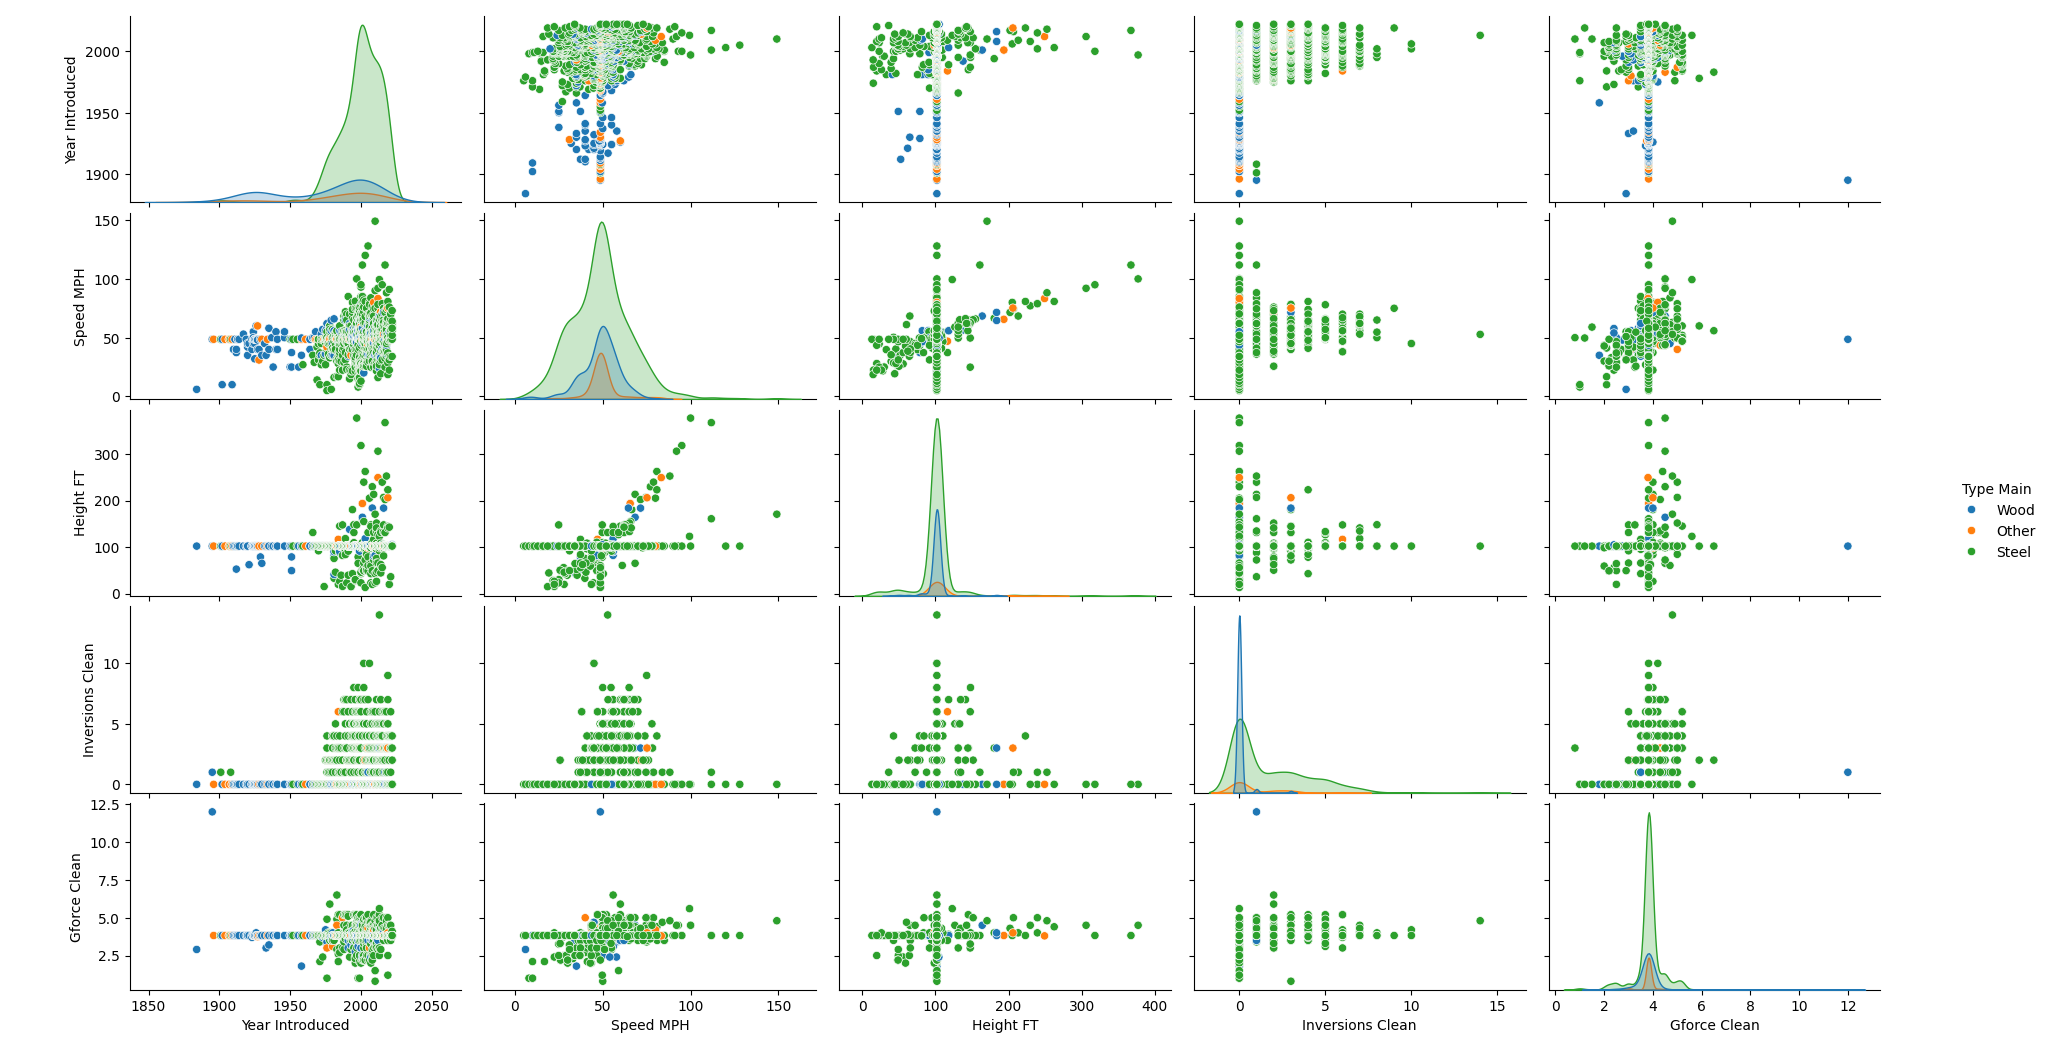 Year Introduced
2000
1950
1900
Speed MPH
150
100
50
0
Height FT
300
200
100
0
Inversions Clean
10
5
0
Gforce Clean
12.5
10.0
7.5
5.0
2.5
1850 1900 1950 2000 2050
Year Introduced
0 50 100 150
Speed MPH
0 100 200 300 400
Height FT
0 5 10 15
Inversions Clean
0 2 4 6 8 10 12
Gforce Clean
Type Main
Wood
Other
Steel